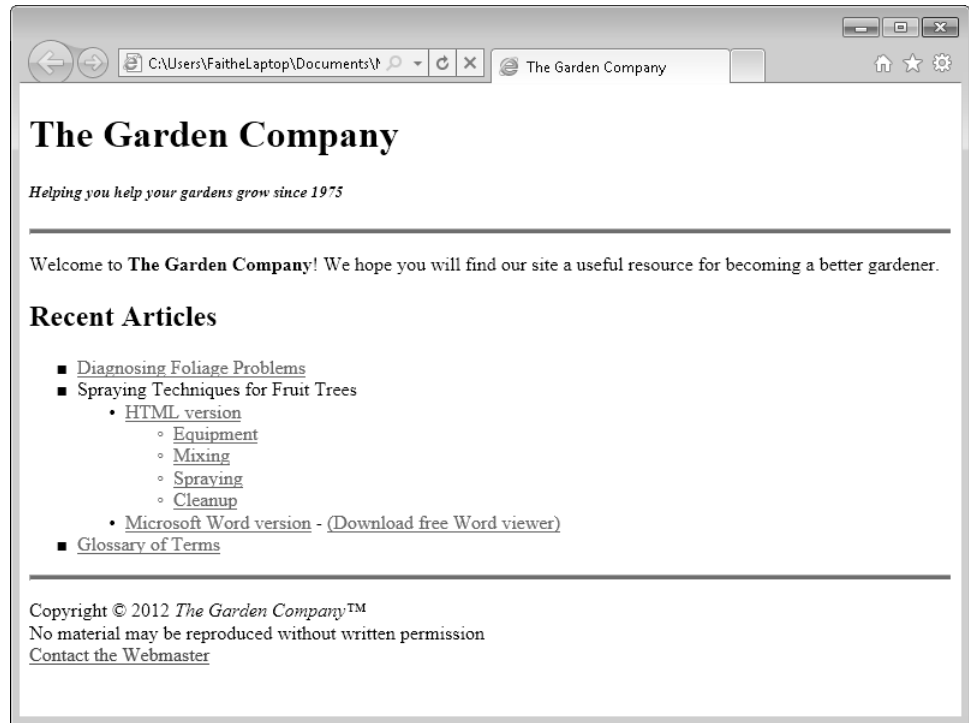 C:\Users\FaitheLaptop\Documents\
The Garden Company
The Garden Company
Helping you help your gardens grow since 1975
Welcome to The Garden Company! We hope you will find our site a useful resource for becoming a better gardener.
Recent Articles
Diagnosing Foliage Problems
Spraying Techniques for Fruit Trees
HTML version
Equipment
Mixing
Spraying
Cleanup
Microsoft Word version - (Download free Word viewer)
Glossary of Terms
Copyright © 2012 The Garden Company™
No material may be reproduced without written permission
Contact the Webmaster